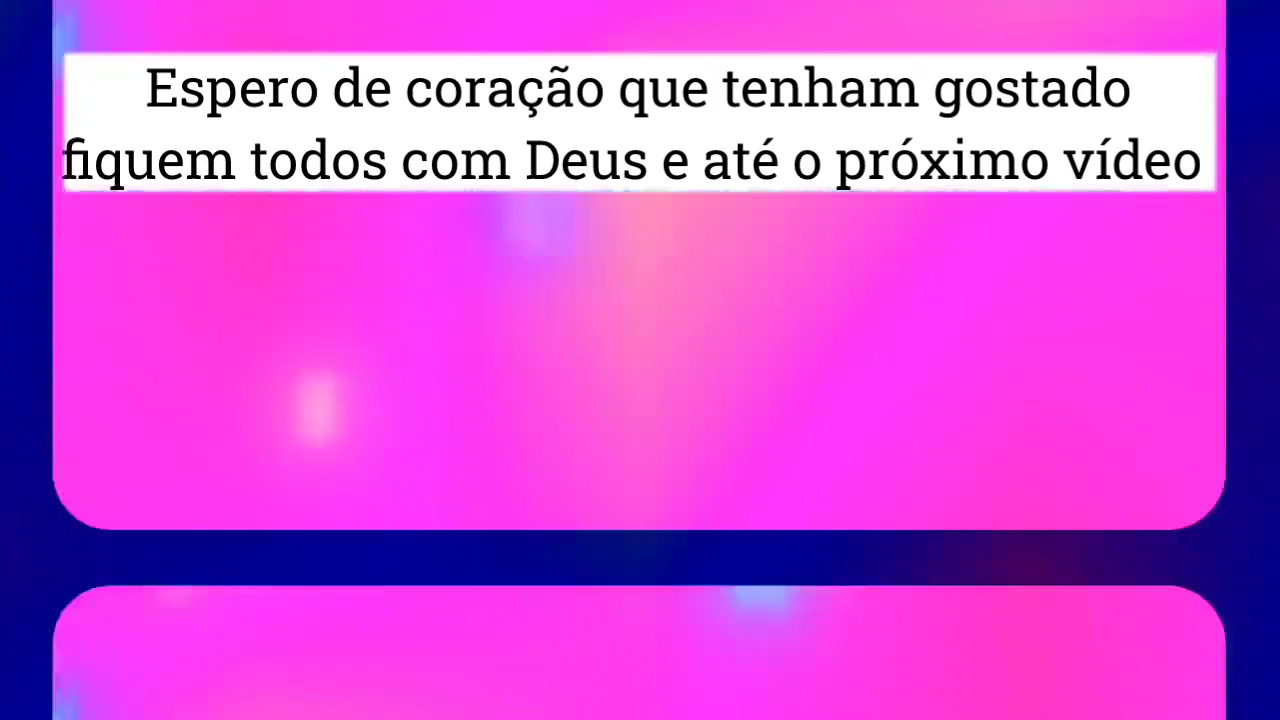 Espero de coração que tenham gostado
fiquem todos com Deus e até o próximo vídeo